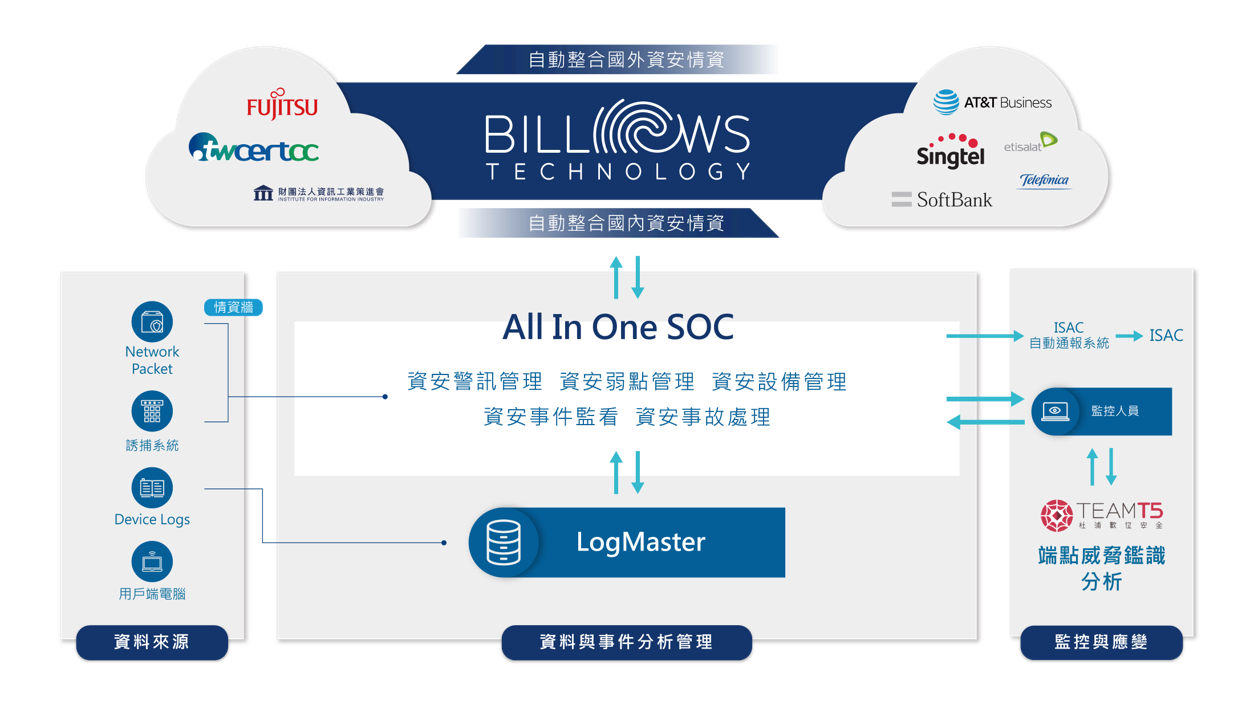 自動整合國外資安情資
FUJITSU
twcertcc
財團法人資訊工業策進會
INSTITUTE FOR INFORMATION INDUSTRY
BILLOWS
TECHNOLOGY
AT&T Business
Singtel
etisalat
Telefónica
SoftBank
自動整合國內資安情資
情資牆
Network
Packet
誘捕系統
Device Logs
用戶端電腦
資料來源
All In One SOC
資安警訊管理 資安弱點管理 資安設備管理
資安事件監看 資安事故處理
LogMaster
資料與事件分析管理
ISAC
自動通報系統
ISAC
監控人員
TEAMT5
杜浦數位安全
端點威脅鑑識
分析
監控與應變